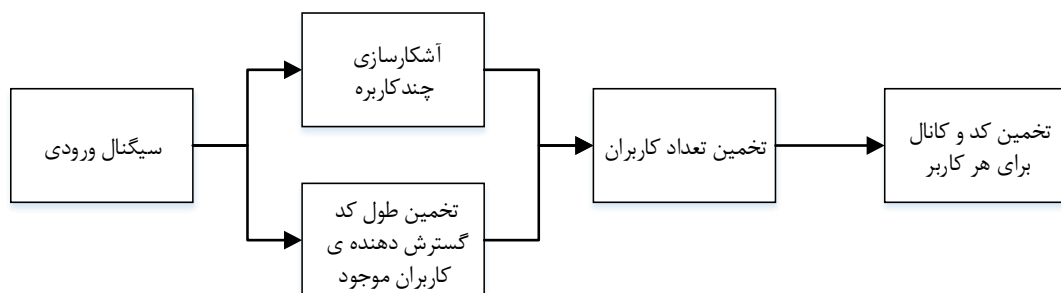 سیگنال ورودی
آشکارسازی
چندکاربره
تخمین طول کد
گسترش دهنده ی
کاربران موجود
تخمین تعداد کاربران
تخمین کد و کانال
برای هر کاربر